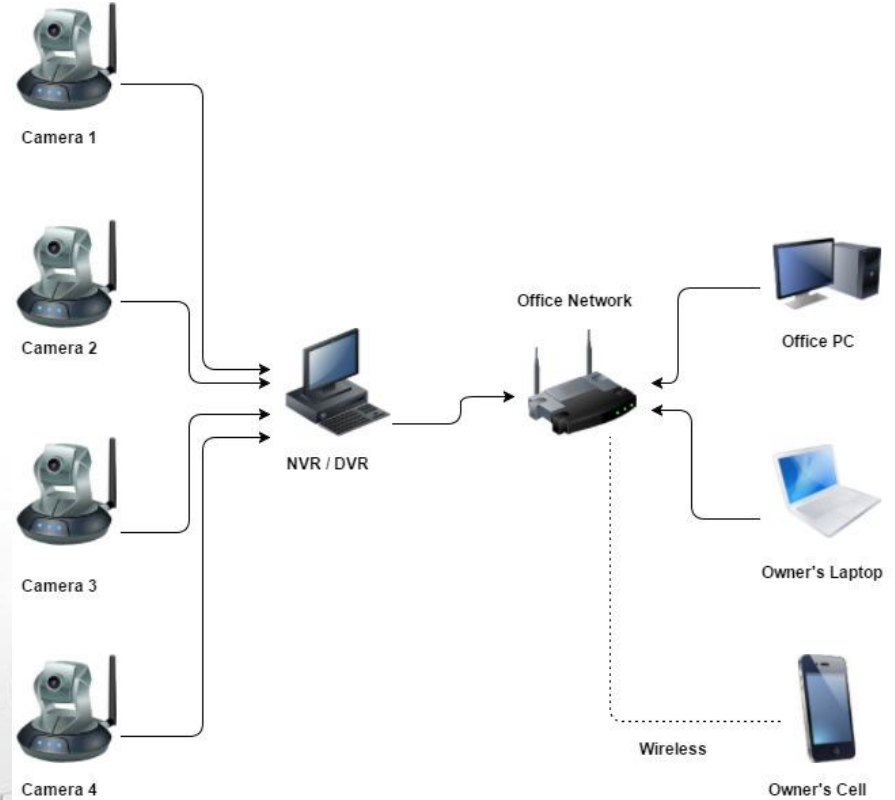 Camera 1
Camera 2
Office Network
Office PC
NVR / DVR
Camera 3
Owner's Laptop
Wireless
Camera 4
Owner's Cell